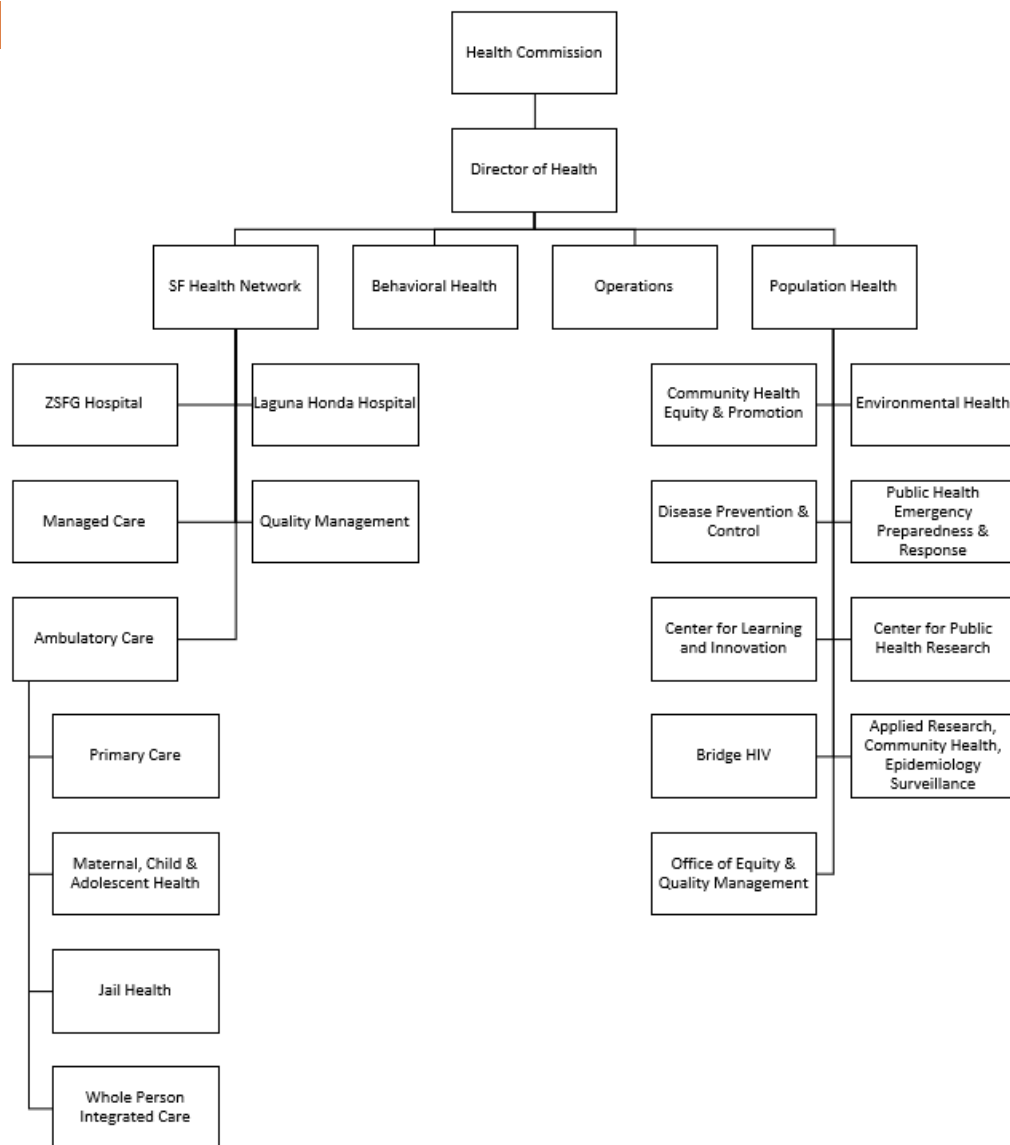 Health Commission
Director of Health
SF Health Network
Behavioral Health
Operations
Population Health
ZSFG Hospital
Laguna Honda Hospital
Community Health
Equity & Promotion
Environmental Health
Managed Care
Quality Management
Disease Prevention &
Control
Public Health
Emergency
Preparedness &
Response
Ambulatory Care
Center for Learning
and Innovation
Center for Public
Health Research
Primary Care
Bridge HIV
Applied Research,
Community Health,
Epidemiology
Surveillance
Maternal, Child &
Adolescent Health
Office of Equity &
Quality Management
Jail Health
Whole Person
Integrated Care